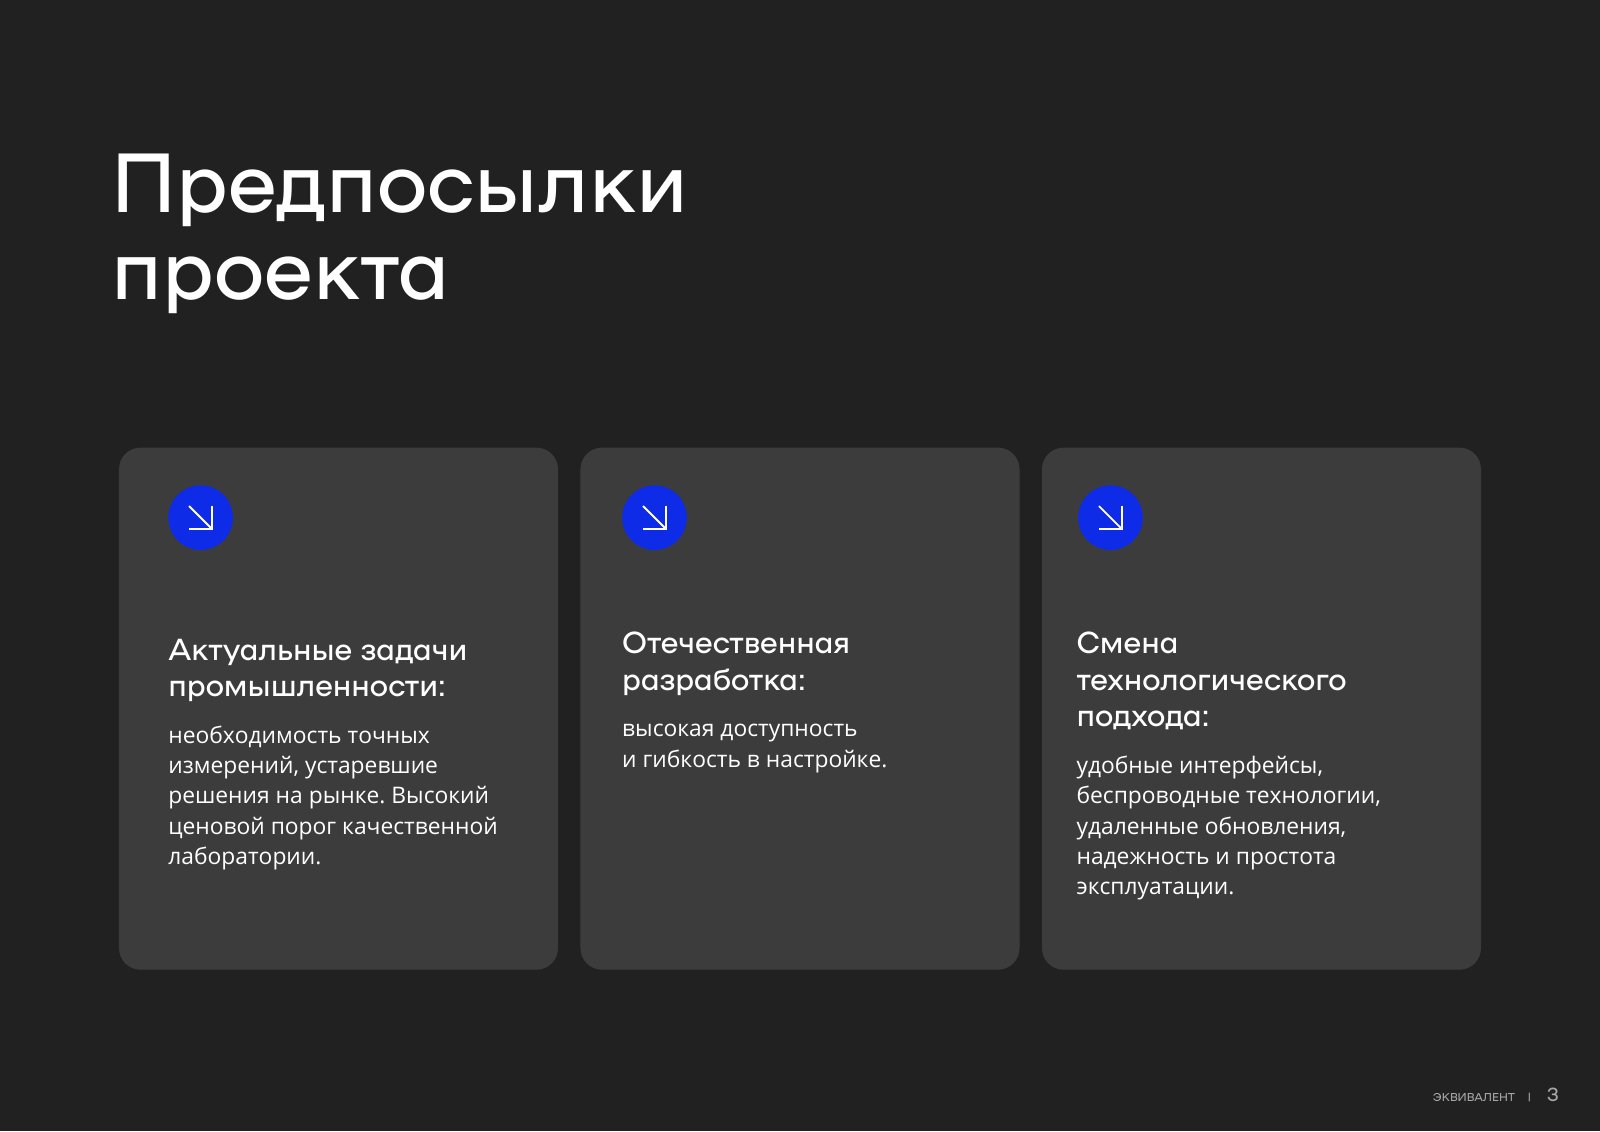 Предпосылки
проекта
Актуальные задачи
промышленности:
необходимость точных
измерений, устаревшие
решения на рынке. Высокий
ценовой порог качественной
лаборатории.
Отечественная
разработка:
высокая доступность
и гибкость в настройке.
Смена
технологического
подхода:
удобные интерфейсы,
беспроводные технологии,
удаленные обновления,
надежность и простота
эксплуатации.
ЭКВИВАЛЕНТ | 3